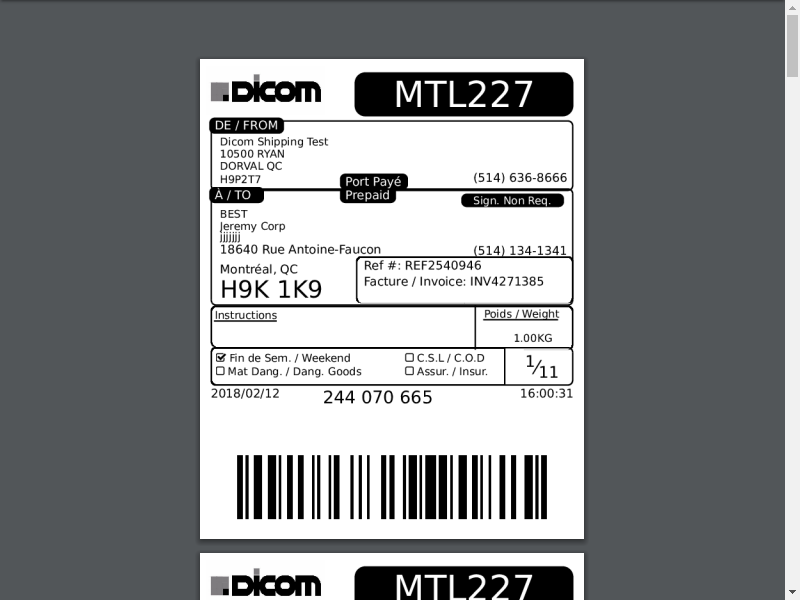 Dicom
MTL227
DE / FROM
Dicom Shipping Test
10500 RYAN
DORVAL QC
H9P2T7
(514) 636-8666
Port Payé
Prepaid
À / TO
Sign. Non Req.
BEST
Jeremy Corp
jjjjjjj
18640 Rue Antoine-Faucon
(514) 134-1341
Montréal, QC
H9K 1K9
Ref #: REF2540946
Facture / Invoice: INV4271385
Instructions
Poids / Weight
1.00KG
Fin de Sem. / Weekend
C.S.L / C.O.D
Mat Dang. / Dang. Goods
Assur. / Insur.
1/11
2018/02/12
244 070 665
16:00:31
Dicom
MTL227